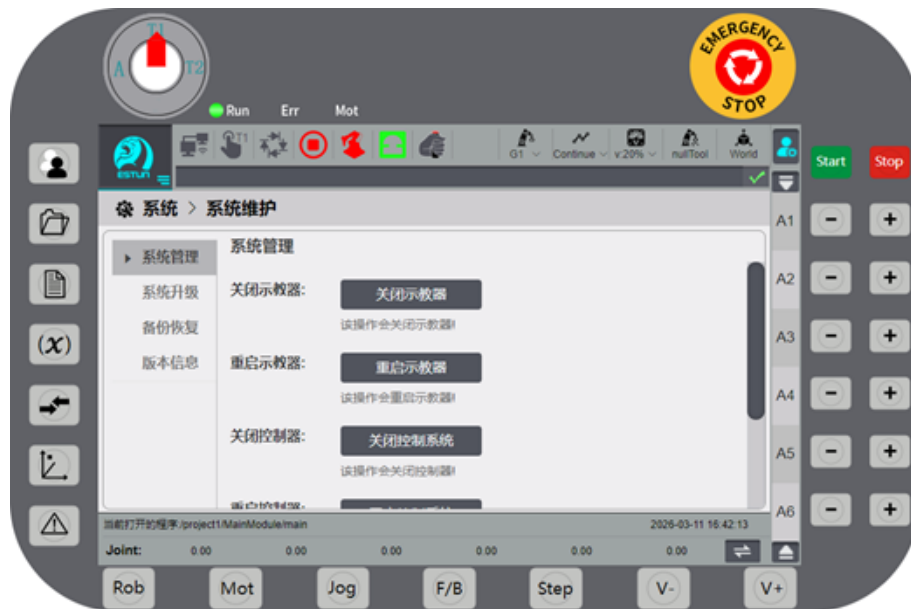 T1
A
T2
EMERGENCY
STOP
Run Err Mot
T1
G1 Continue v:20% nullTool World
ESTUN
Start Stop
系统 > 系统维护
A1
系统管理
系统管理
系统升级
关闭示教器:
关闭示教器
A2
该操作会关闭示教器!
备份恢复
(x)
A3
版本信息
重启示教器:
重启示教器
该操作会重启示教器!
A4
关闭控制器:
关闭控制系统
A5
该操作会关闭控制器!
A6
当前打开的程序:/project1/MainModule/main 2026-03-11 16:42:13
Joint: 0.00 0.00 0.00 0.00 0.00 0.00
Rob Mot Jog F/B Step V- V+